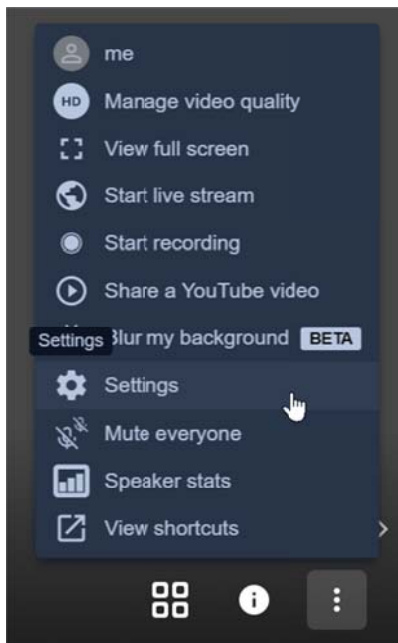 me
HD Manage video quality
View full screen
Start live stream
Start recording
Share a YouTube video
Blur my background BETA
Settings
Settings
Mute everyone
Speaker stats
View shortcuts